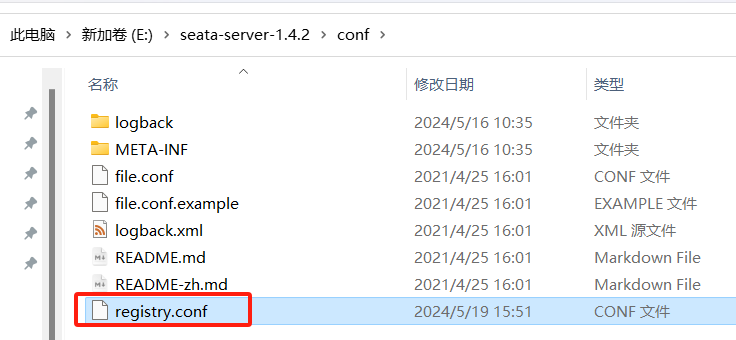 此电脑 > 新加卷 (E:) > seata-server-1.4.2 > conf >
名称 修改日期 类型
logback 2024/5/16 10:35 文件夹
META-INF 2024/5/16 10:35 文件夹
file.conf 2021/4/25 16:01 CONF 文件
file.conf.example 2021/4/25 16:01 EXAMPLE 文件
logback.xml 2021/4/25 16:01 XML 源文件
README.md 2021/4/25 16:01 Markdown File
README-zh.md 2021/4/25 16:01 Markdown File
registry.conf 2024/5/19 15:51 CONF 文件